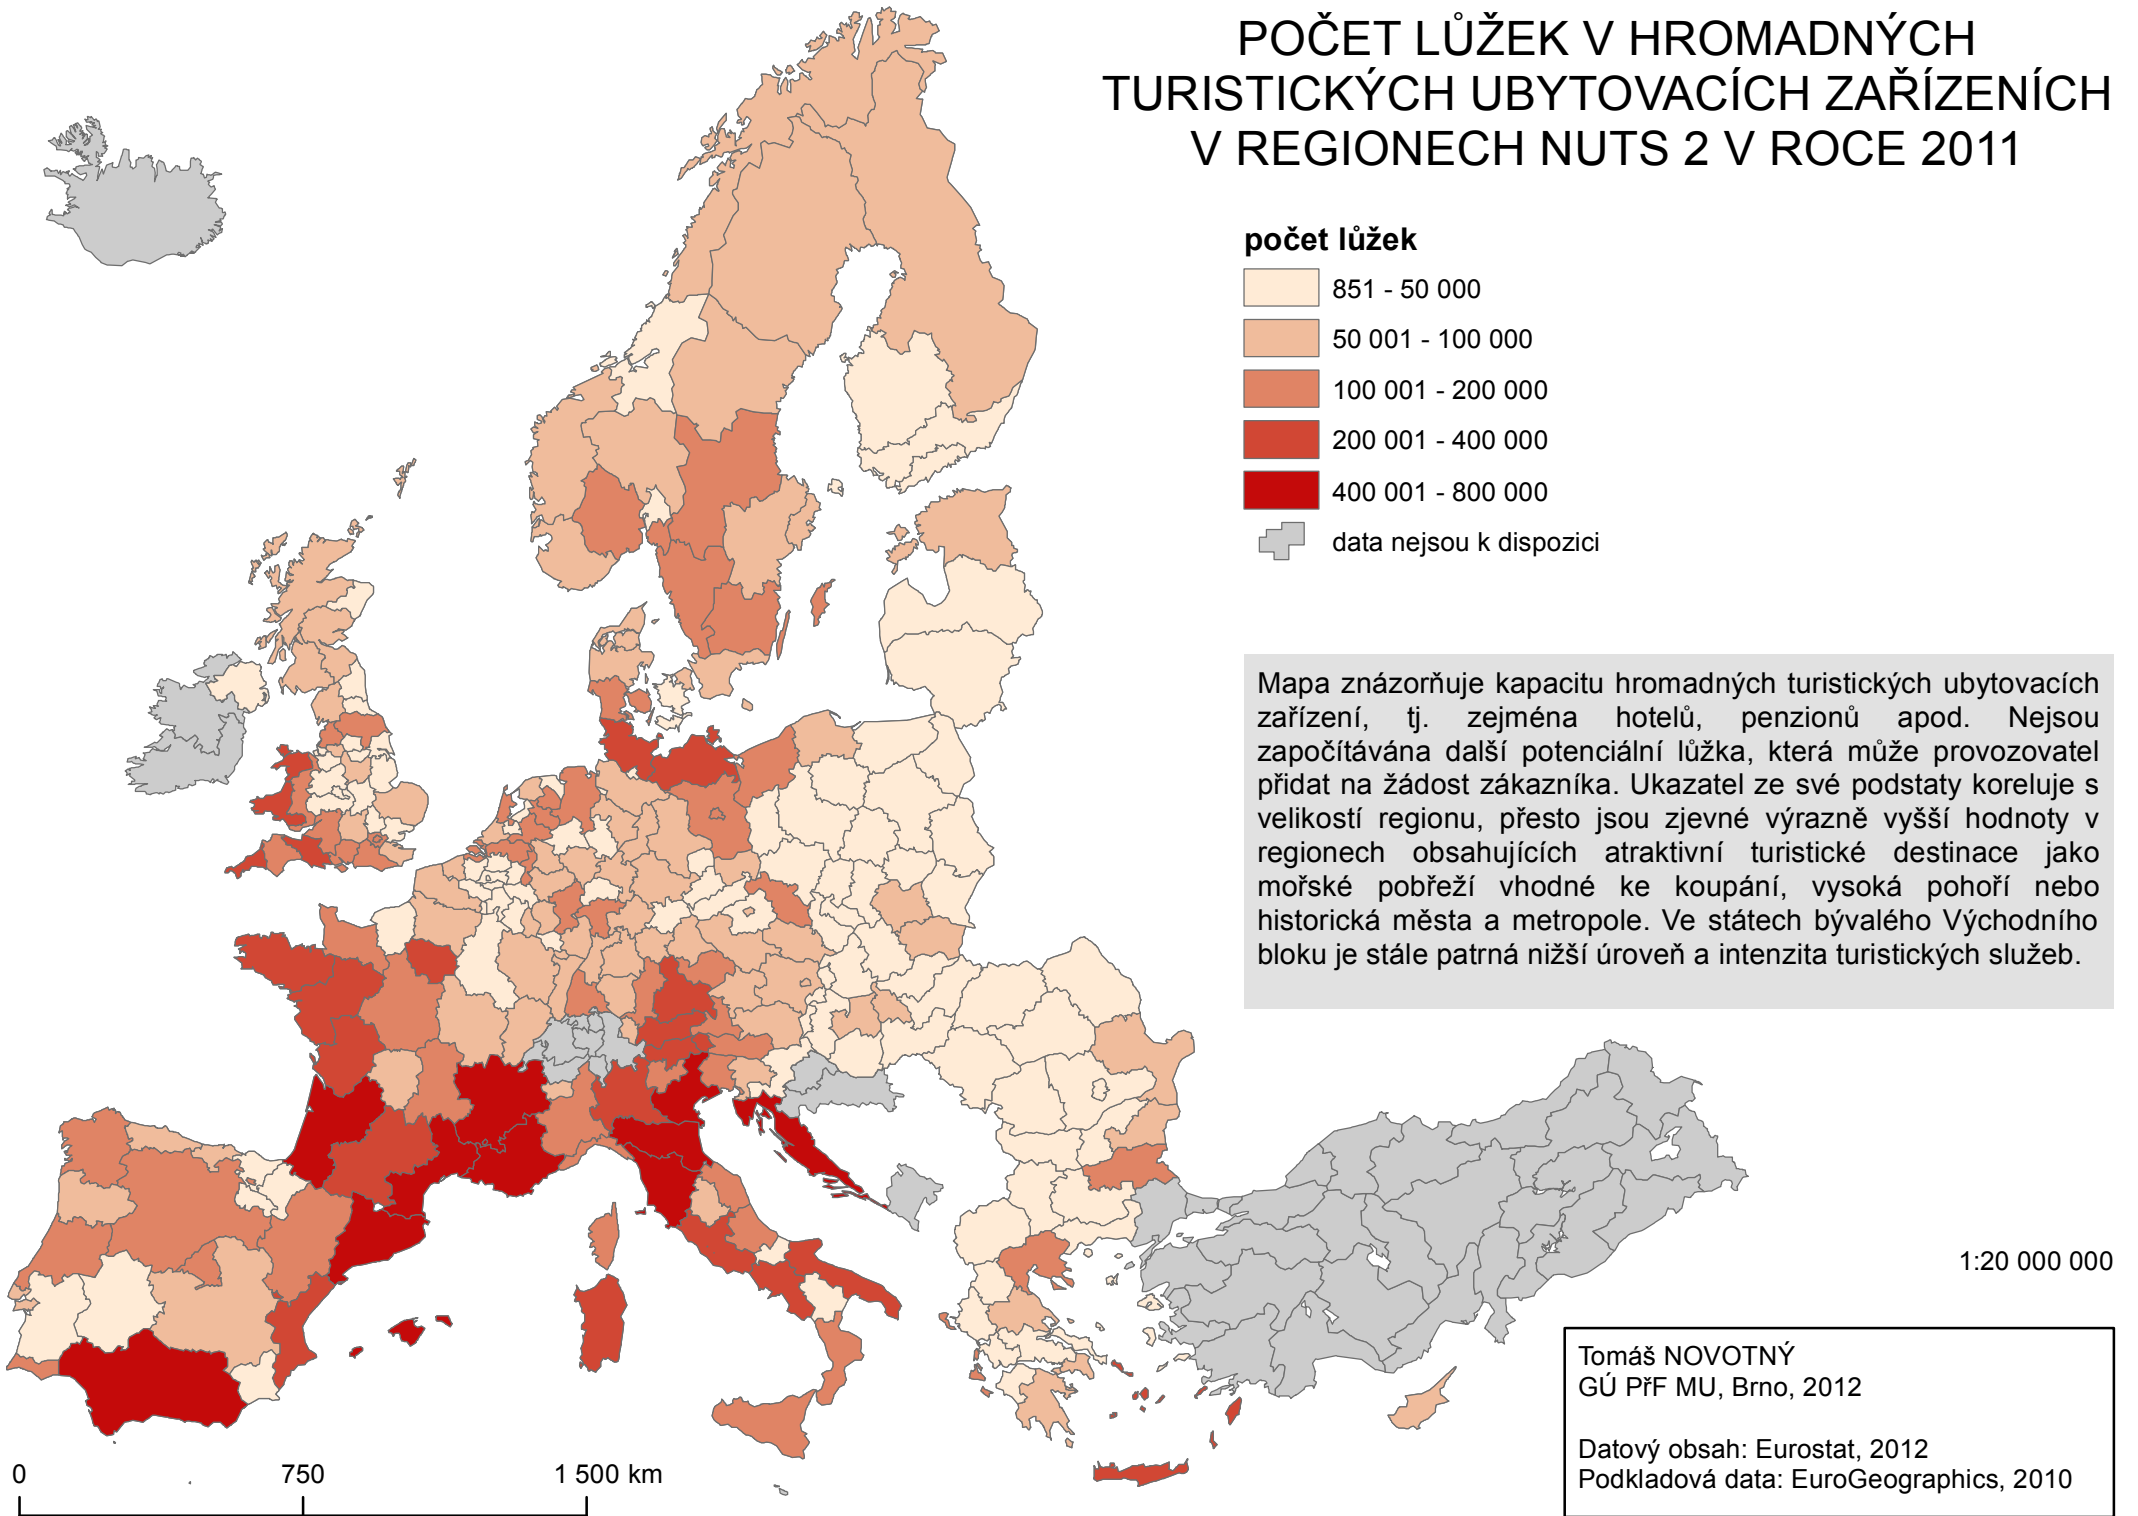 POČET LŮŽEK V HROMADNÝCH
TURISTICKÝCH UBYTOVACÍCH ZAŘÍZENÍCH
V REGIONECH NUTS 2 V ROCE 2011
počet lůžek
851 - 50 000
50 001 - 100 000
100 001 - 200 000
200 001 - 400 000
400 001 - 800 000
data nejsou k dispozici
Mapa znázorňuje kapacitu hromadných turistických ubytovacích
zařízení, tj. zejména hotelů, penzionů apod. Nejsou
započítávána další potenciální lůžka, která může provozovatel
přidat na žádost zákazníka. Ukazatel ze své podstaty koreluje s
velikostí regionu, přesto jsou zjevné výrazně vyšší hodnoty v
regionech obsahujících atraktivní turistické destinace jako
mořské pobřeží vhodné ke koupání, vysoká pohoří nebo
historická města a metropole. Ve státech bývalého Východního
bloku je stále patrná nižší úroveň a intenzita turistických služeb.
1:20 000 000
Tomáš NOVOTNÝ
GÚ PřF MU, Brno, 2012
Datový obsah: Eurostat, 2012
Podkladová data: EuroGeographics, 2010
0 750 1 500 km